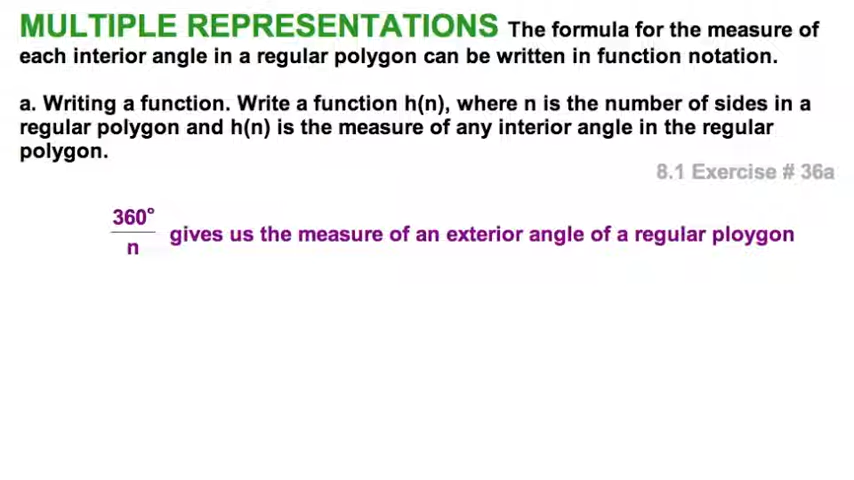 MULTIPLE REPRESENTATIONS The formula for the measure of
each interior angle in a regular polygon can be written in function notation.
a. Writing a function. Write a function h(n), where n is the number of sides in a
regular polygon and h(n) is the measure of any interior angle in the regular
polygon.
8.1 Exercise # 36a
360°
n
gives us the measure of an exterior angle of a regular ploygon